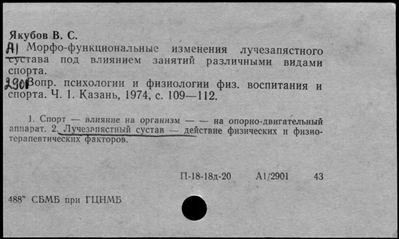 Якубов В. С.
А1 Морфо-функциональные изменения лучезапястного
сустава под влиянием занятий различными видами
спорта.
2901 Вопр. психологии и физиологии физ. воспитания и
спорта. Ч. I. Казань, 1974, с. 109—112.
1. Спорт — влияние на организм — — на опорно-двигательный
аппарат. 2. Лучезапястный сустав — действие физических и физио-
терапевтических факторов.
П-18-18д-20 А1/2901 43
488" СБМБ при ГЦНМБ